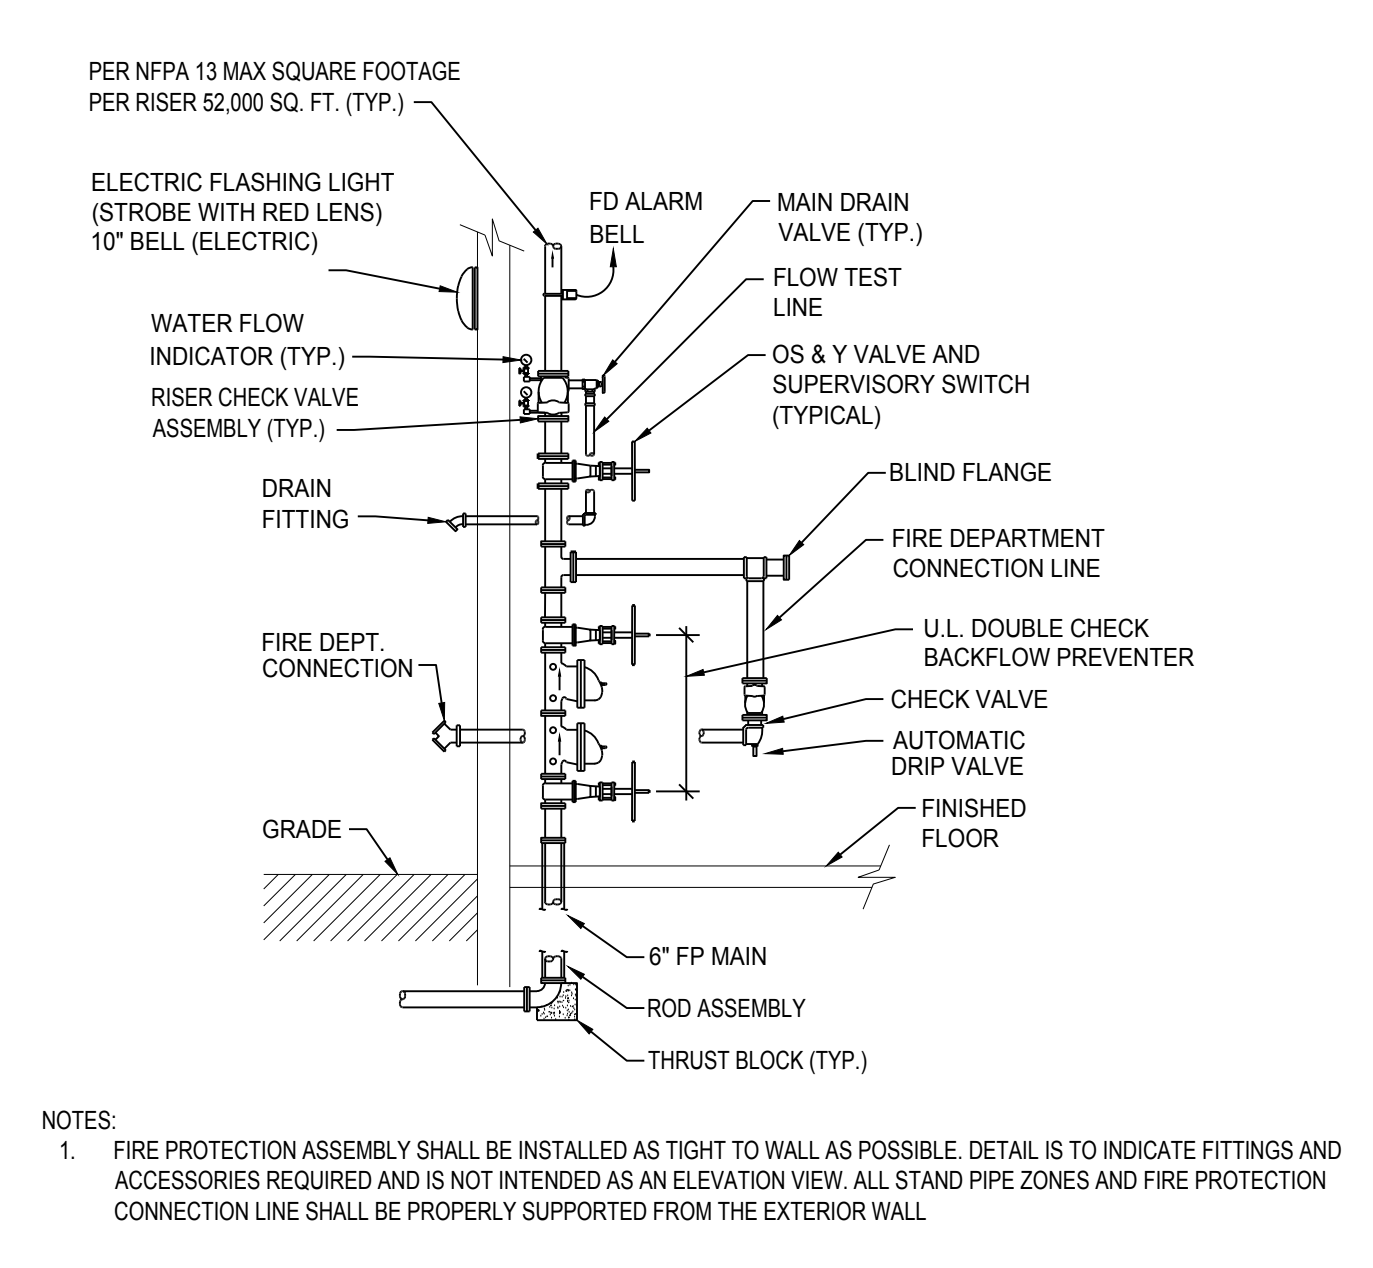 PER NFPA 13 MAX SQUARE FOOTAGE
PER RISER 52,000 SQ. FT. (TYP.)
ELECTRIC FLASHING LIGHT
(STROBE WITH RED LENS)
10" BELL (ELECTRIC)
FD ALARM
BELL
MAIN DRAIN
VALVE (TYP.)
FLOW TEST
LINE
WATER FLOW
INDICATOR (TYP.)
OS & Y VALVE AND
SUPERVISORY SWITCH
(TYPICAL)
RISER CHECK VALVE
ASSEMBLY (TYP.)
DRAIN
FITTING
BLIND FLANGE
FIRE DEPARTMENT
CONNECTION LINE
FIRE DEPT.
CONNECTION
U.L. DOUBLE CHECK
BACKFLOW PREVENTER
CHECK VALVE
AUTOMATIC
DRIP VALVE
GRADE
FINISHED
FLOOR
6" FP MAIN
ROD ASSEMBLY
THRUST BLOCK (TYP.)
NOTES:
1. FIRE PROTECTION ASSEMBLY SHALL BE INSTALLED AS TIGHT TO WALL AS POSSIBLE. DETAIL IS TO INDICATE FITTINGS AND
ACCESSORIES REQUIRED AND IS NOT INTENDED AS AN ELEVATION VIEW. ALL STAND PIPE ZONES AND FIRE PROTECTION
CONNECTION LINE SHALL BE PROPERLY SUPPORTED FROM THE EXTERIOR WALL